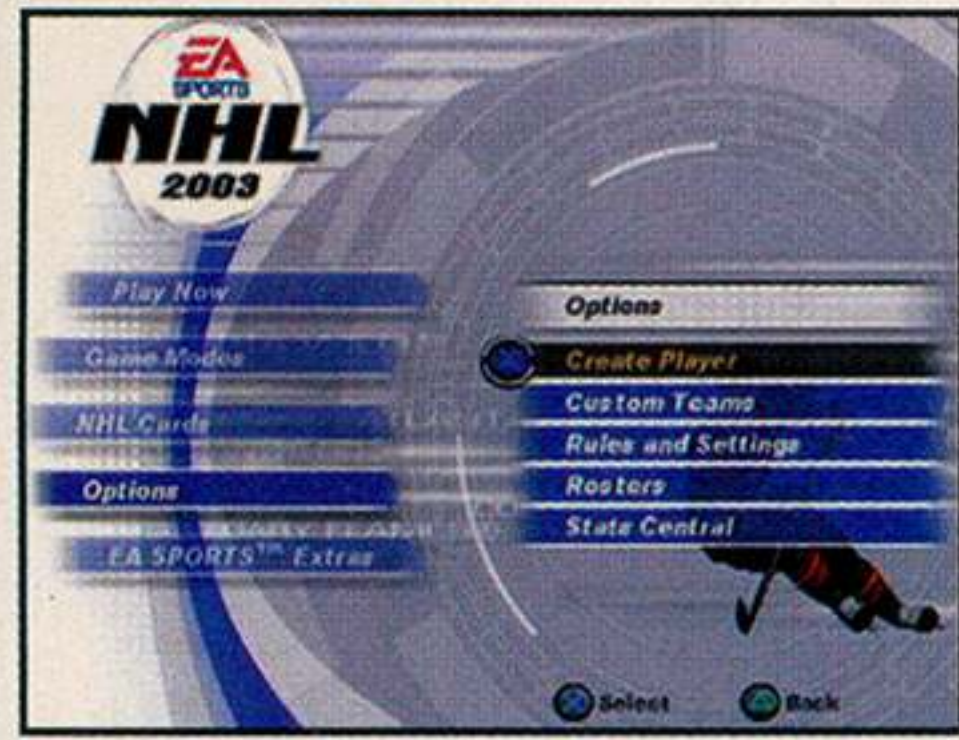 EA
SPORTS
NHL
2003
Play Now
Game Modes
NHL Cards
Options
EA SPORTS™ Extras
Options
Create Player
Custom Teams
Rules and Settings
Rosters
Stats Central
Select
Back